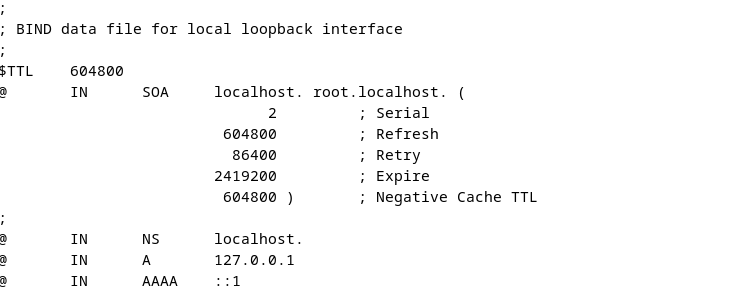 ;
; BIND data file for local loopback interface
;
$TTL    604800
@       IN      SOA     localhost. root.localhost. (
                              2         ; Serial
                         604800         ; Refresh
                          86400         ; Retry
                        2419200         ; Expire
                         604800 )       ; Negative Cache TTL
;
@       IN      NS      localhost.
@       IN      A       127.0.0.1
@       IN      AAAA    ::1